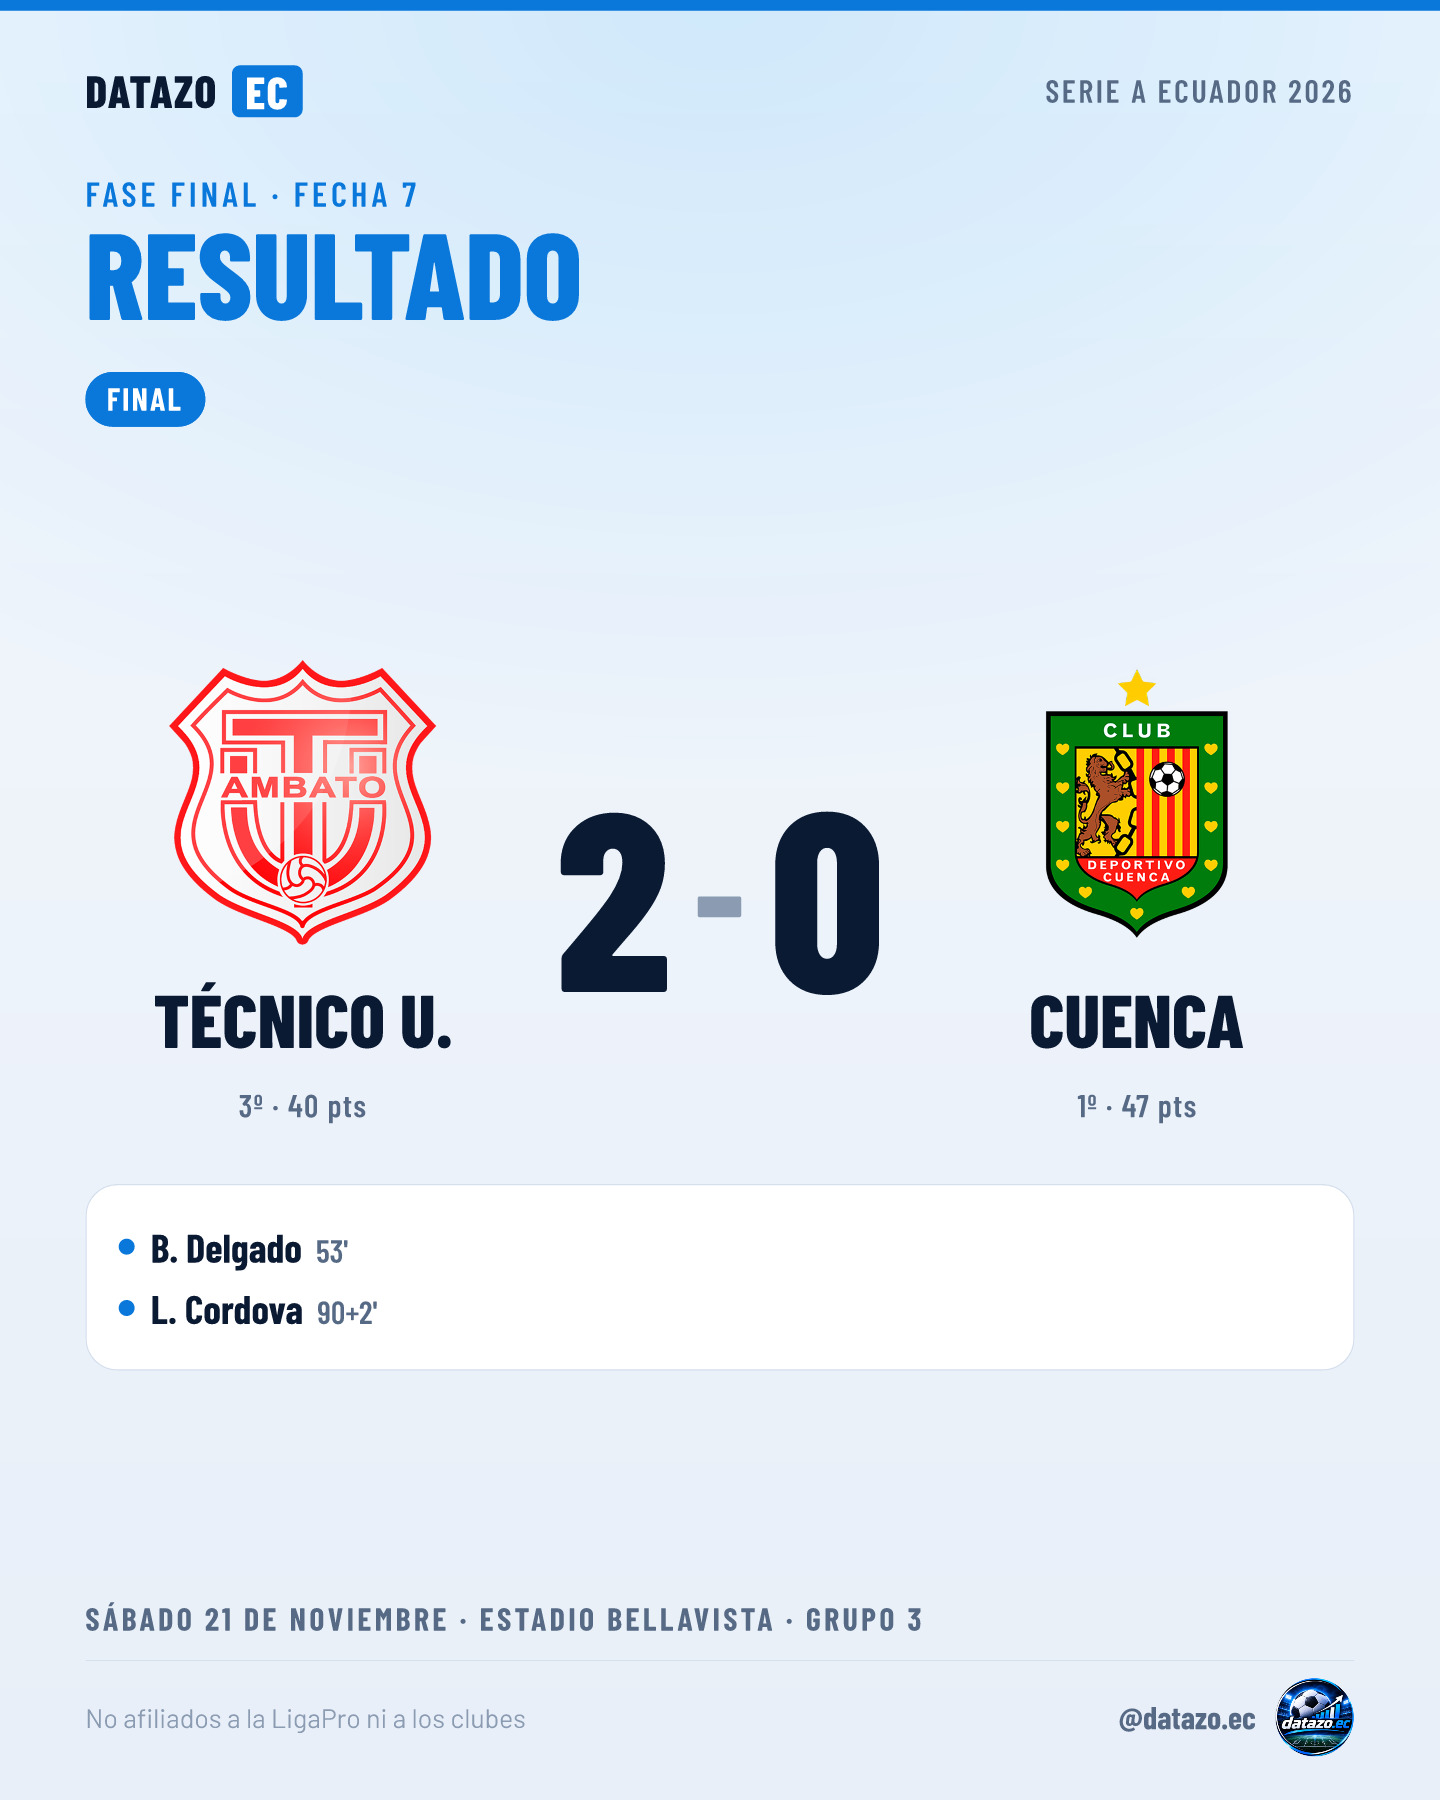 DATAZO EC
SERIE A ECUADOR 2026
FASE FINAL · FECHA 7
RESULTADO
FINAL
AMBATO
CLUB
DEPORTIVO
CUENCA
2 - 0
TÉCNICO U.
CUENCA
3º · 40 pts
1º · 47 pts
B. Delgado 53'
L. Cordova 90+2'
SÁBADO 21 DE NOVIEMBRE · ESTADIO BELLAVISTA · GRUPO 3
No afiliados a la LigaPro ni a los clubes
@datazo.ec
datazo.ec